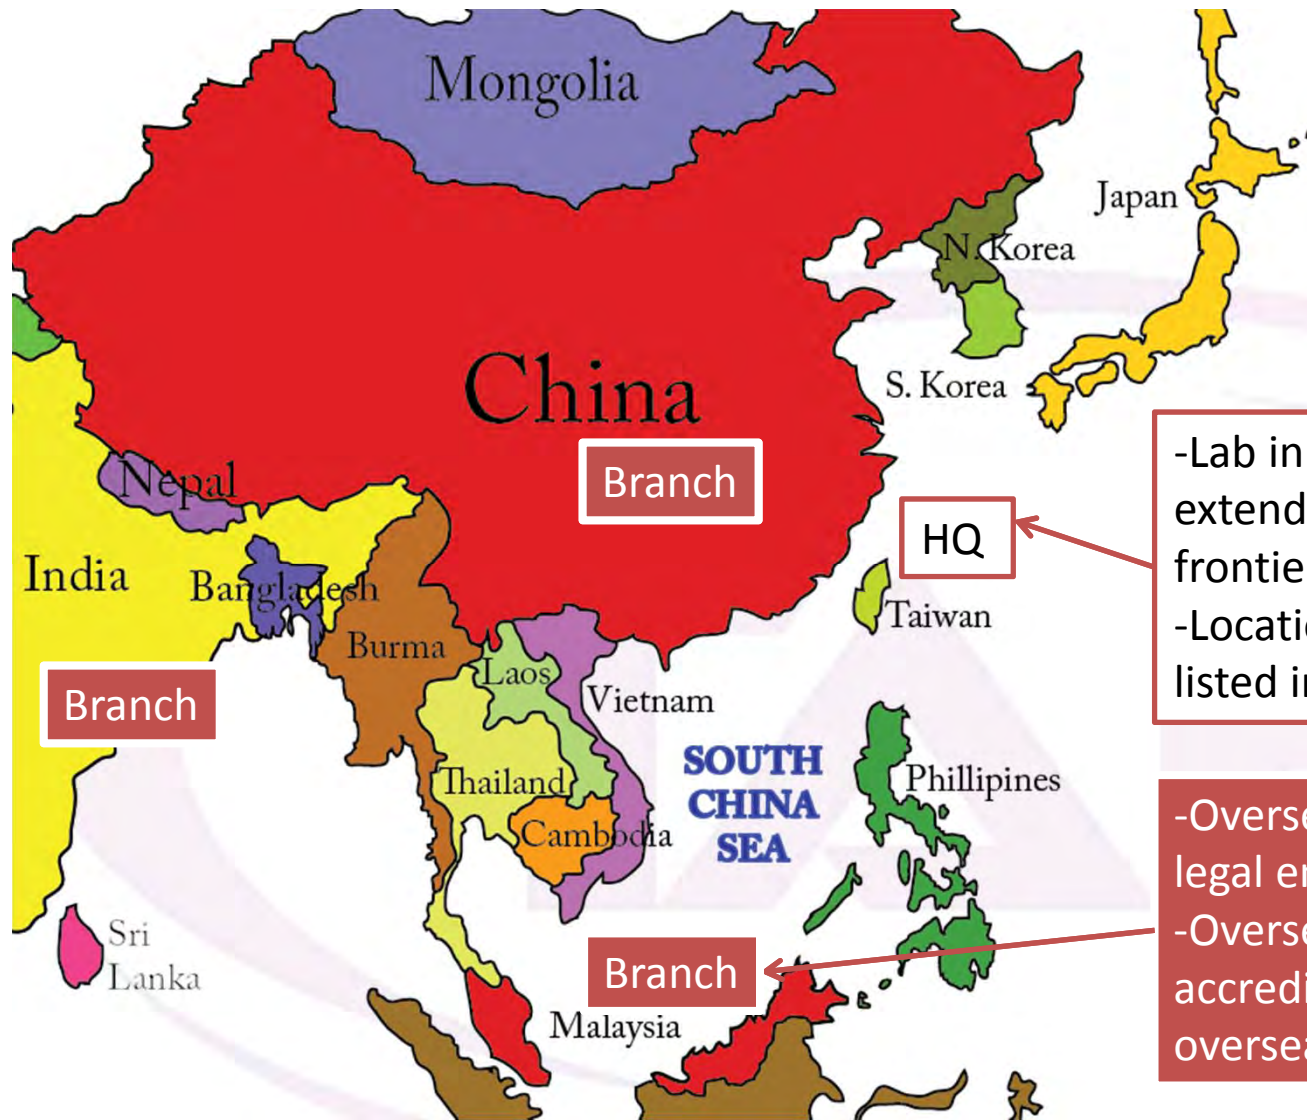 Mongolia
Japan
N. Korea
China
S. Korea
Nepal
Branch
HQ
-Lab in
extend
frontie
-Locati
listed i
India
Bangladesh
Taiwan
Burma
Laos
Branch
Vietnam
SOUTH
CHINA
SEA
Thailand
Phillipines
Cambodia
-Overse
legal e
-Overse
accredi
oversea
Sri
Lanka
Branch
Malaysia